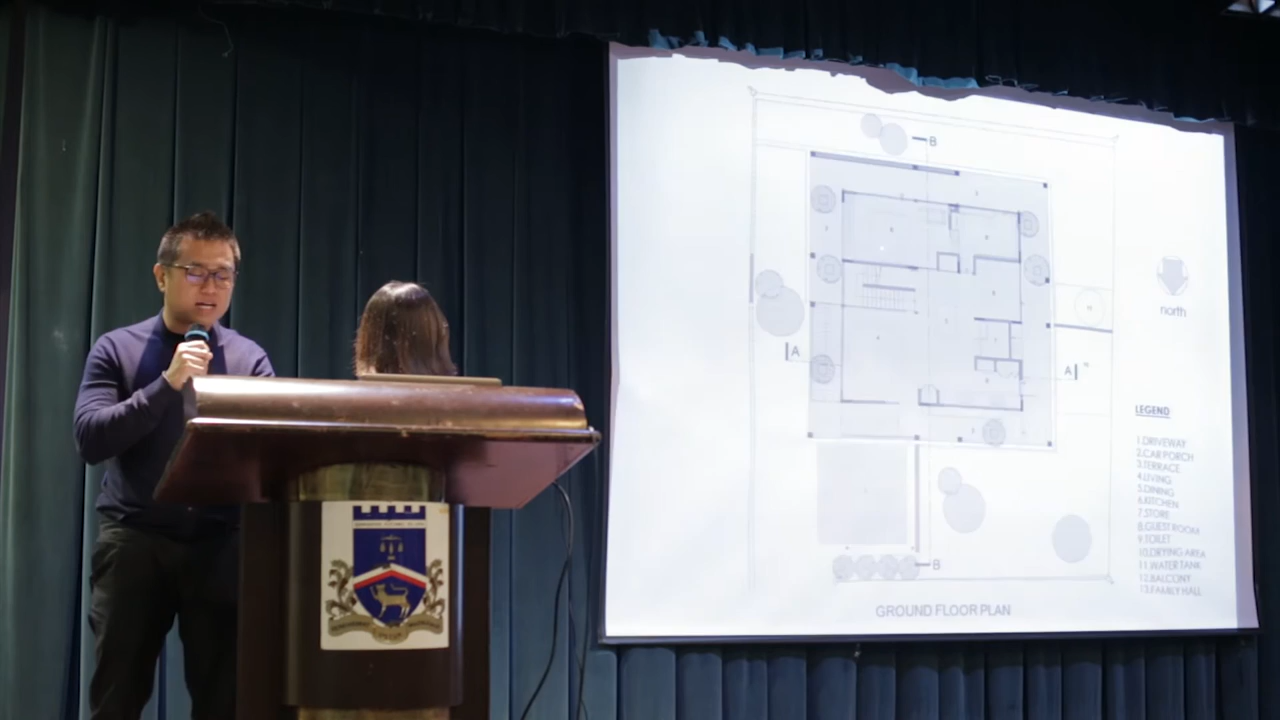 B
A
A
north
LEGEND
1.DRIVEWAY
2.CAR PORCH
3.TERRACE
4.LIVING
5.DINING
6.KITCHEN
7.STORE
8.GUEST ROOM
9.TOILET
10.DRYING AREA
11.WATER TANK
12.BALCONY
13.FAMILY HALL
B
GROUND FLOOR PLAN